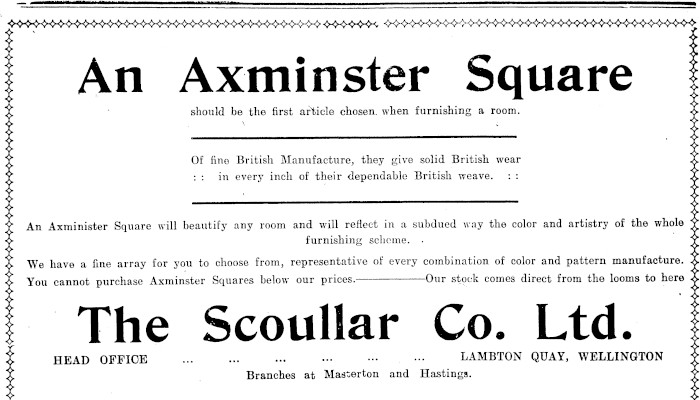 An Axminster Square
should be the first article chosen when furnishing a room.
Of fine British Manufacture, they give solid British wear
: : in every inch of their dependable British weave. : :
An Axminister Square will beautify any room and will reflect in a subdued way the color and artistry of the whole
furnishing scheme.
We have a fine array for you to choose from, representative of every combination of color and pattern manufacture.
You cannot purchase Axminster Squares below our prices.————Our stock comes direct from the looms to here
The Scoullar Co. Ltd.
HEAD OFFICE ... ... ... ... ... ... LAMBTON QUAY, WELLINGTON
Branches at Masterton and Hastings.